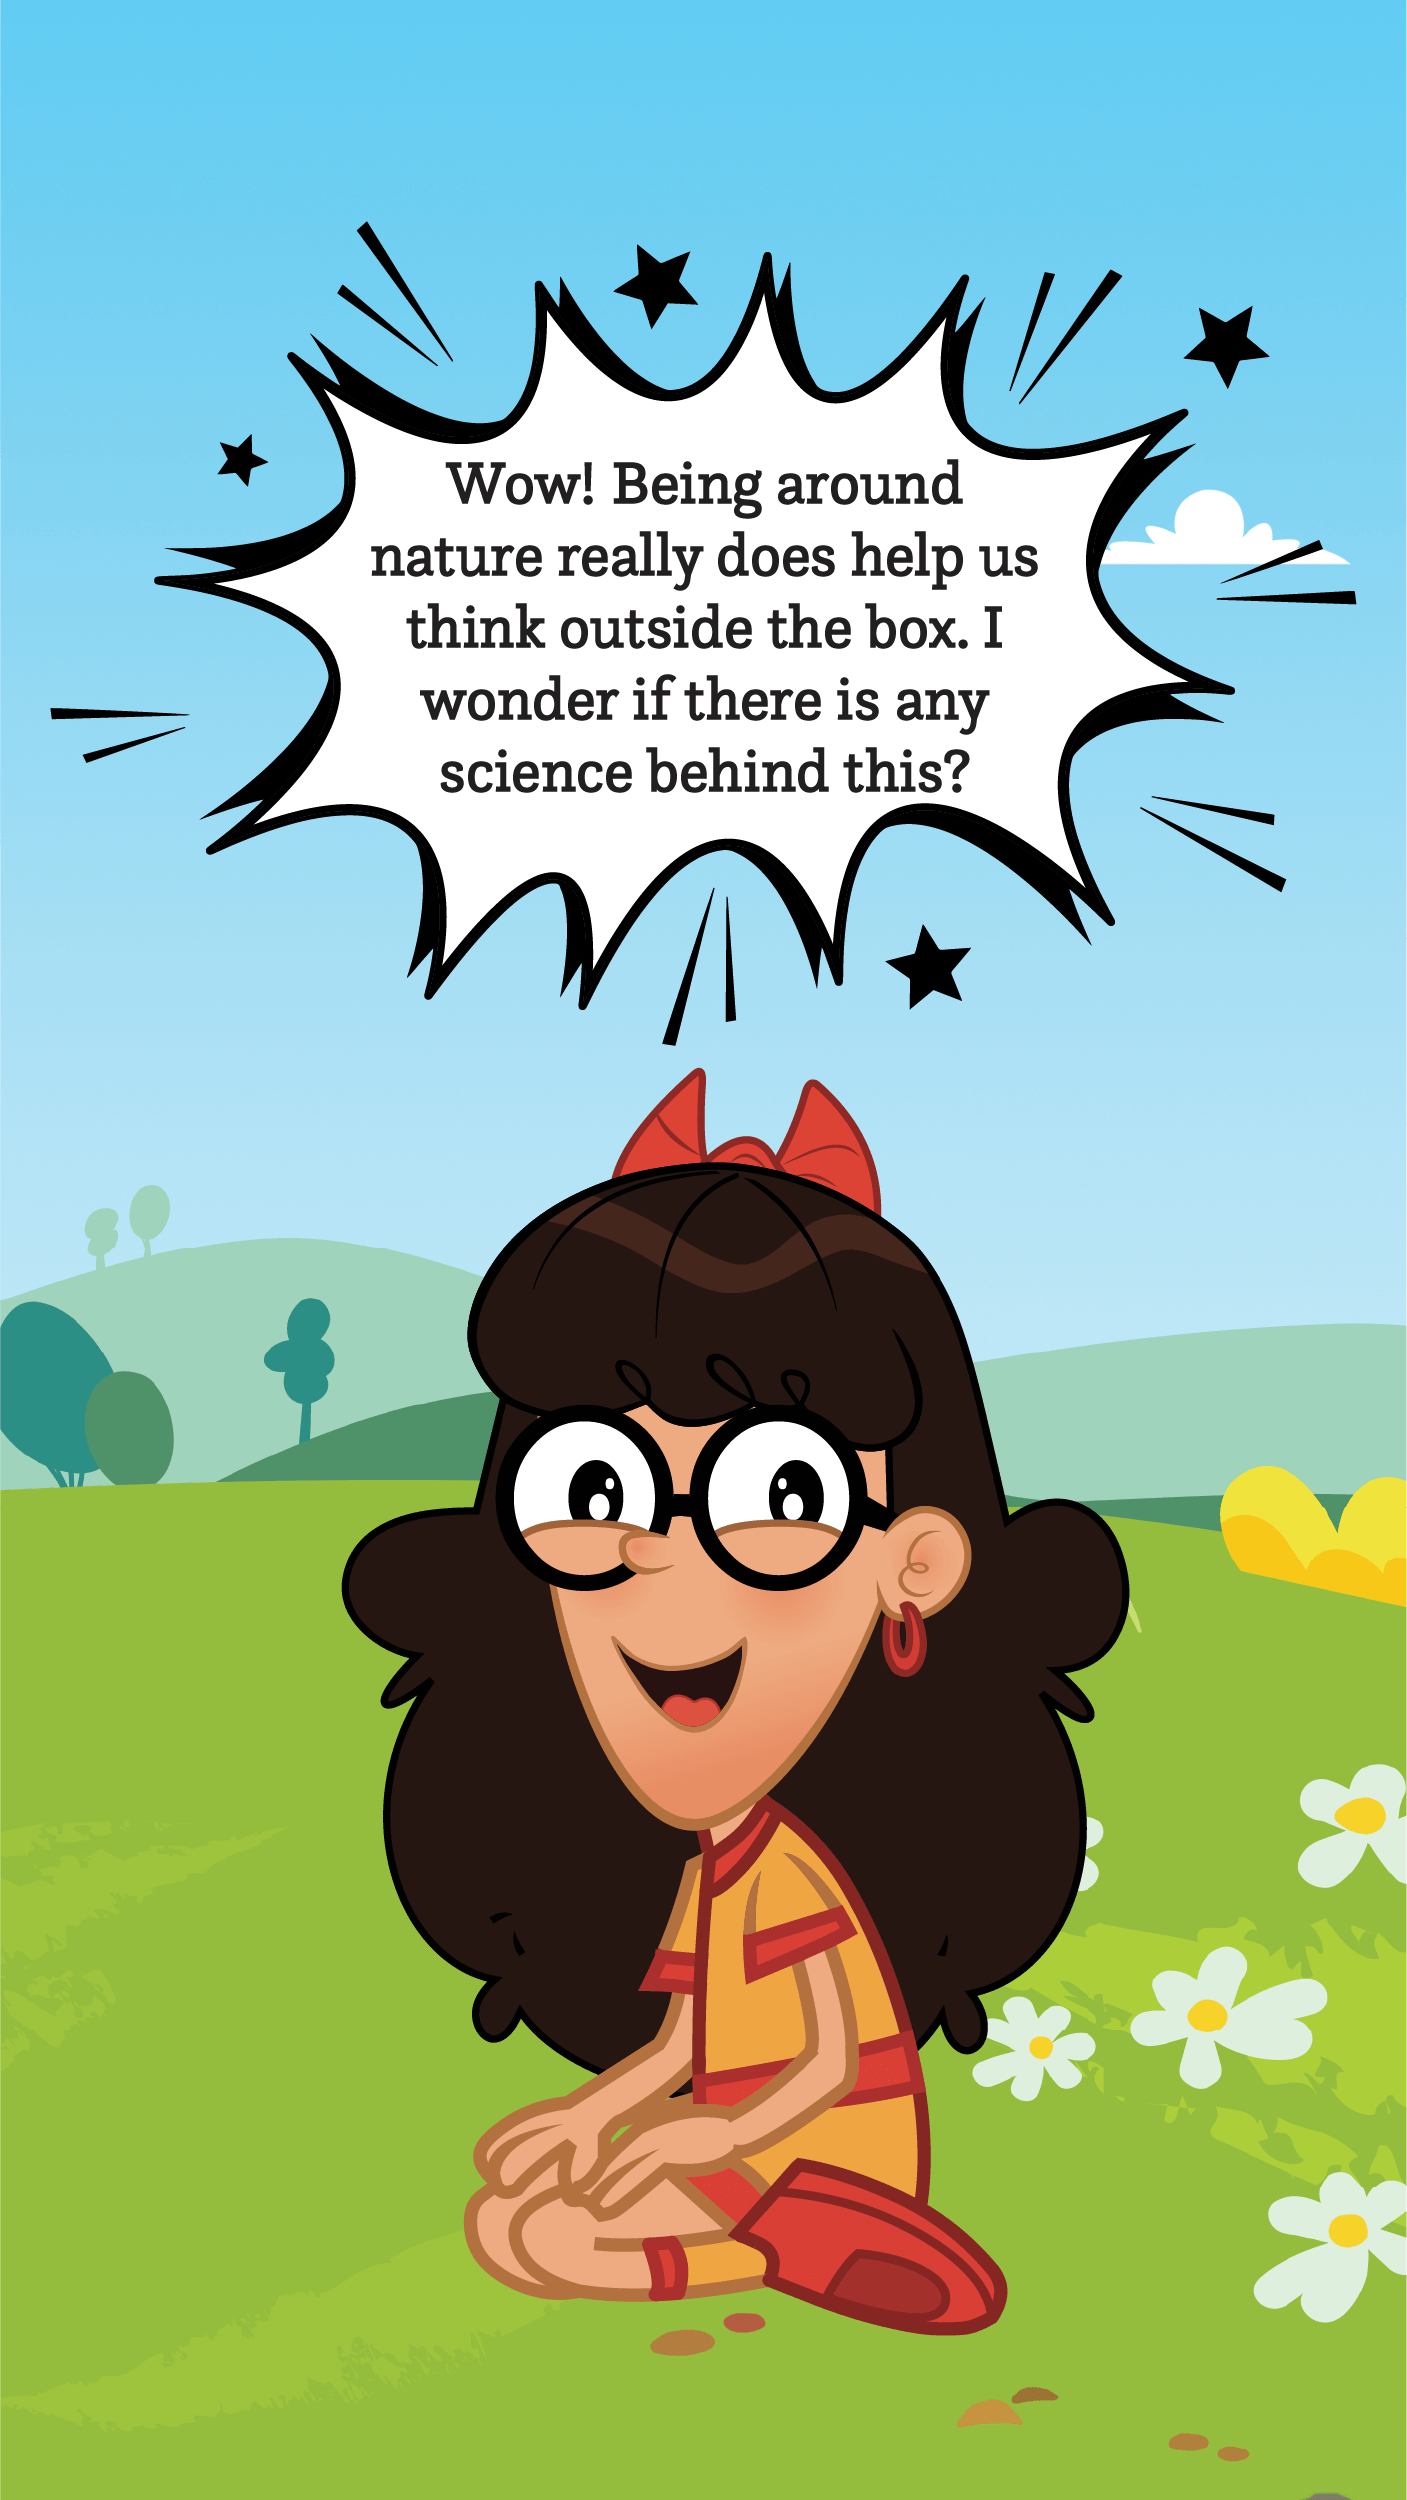 Wow! Being around
nature really does help us
think outside the box. I
wonder if there is any
science behind this?